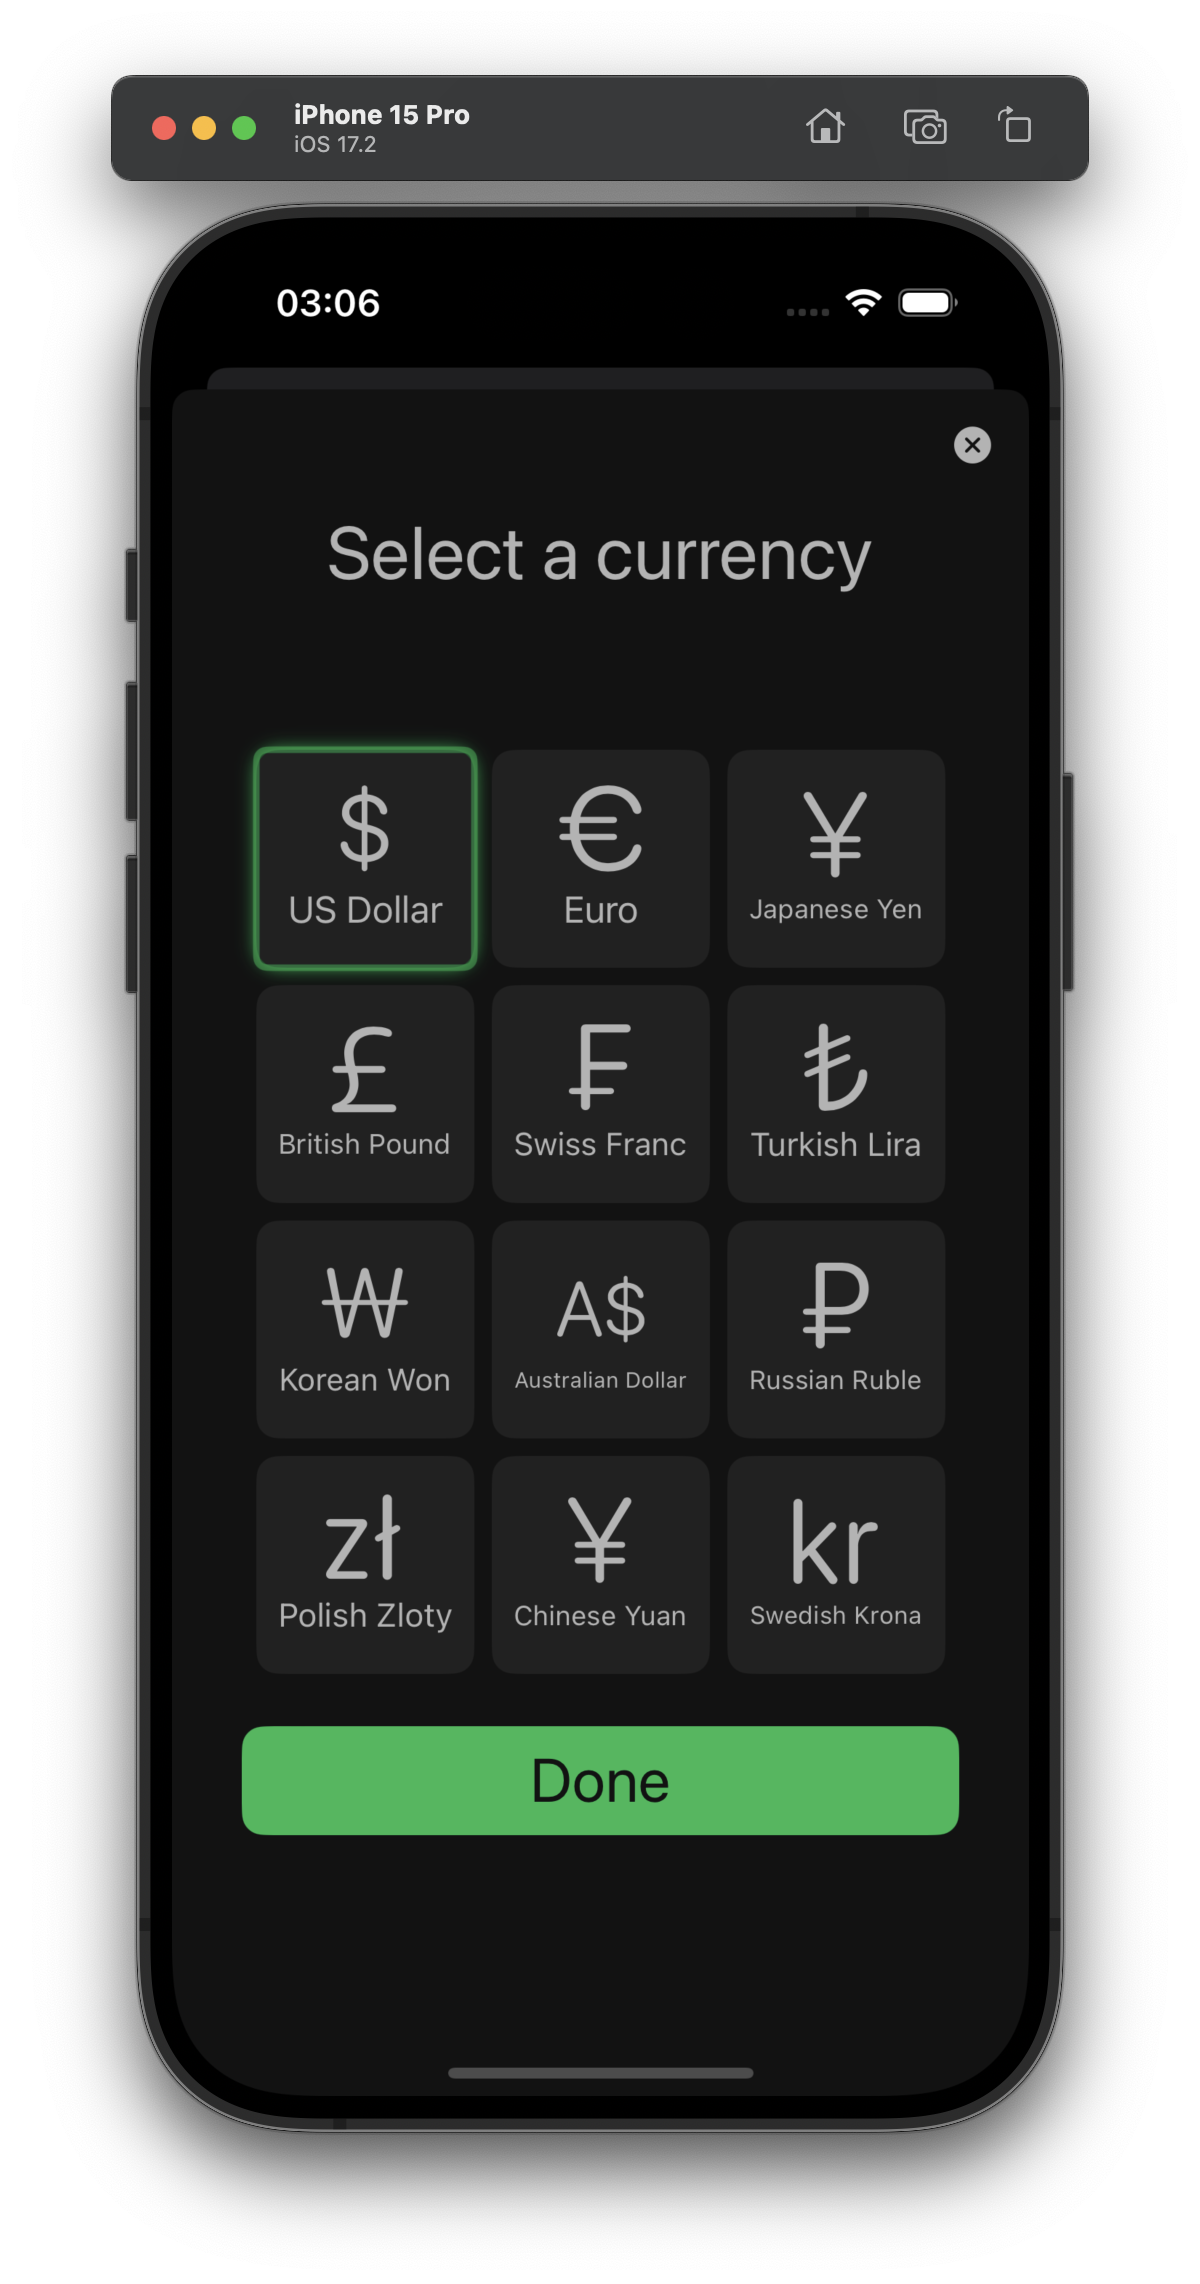 iPhone 15 Pro
iOS 17.2
03:06
Select a currency
$ € ¥
US Dollar Euro Japanese Yen
£ ₣ ₺
British Pound Swiss Franc Turkish Lira
₩ A$ ₽
Korean Won Australian Dollar Russian Ruble
zł ¥ kr
Polish Zloty Chinese Yuan Swedish Krona
Done